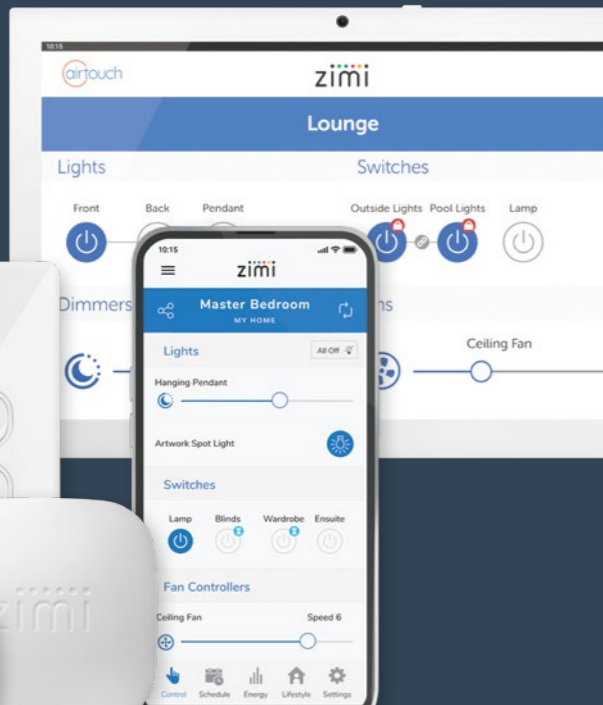 10:15
airtouch
zimi
Lounge
Lights
Switches
Front
Back
Pendant
Outside Lights
Pool Lights
Lamp
Dimmers
Ceiling Fan
10:15
zimi
Master Bedroom
MY HOME
Lights
All Off
Hanging Pendant
Artwork Spot Light
Switches
Lamp
Blinds
Wardrobe
Ensuite
Fan Controllers
Ceiling Fan
Speed 6
Control
Schedule
Energy
Lifestyle
Settings
zimi